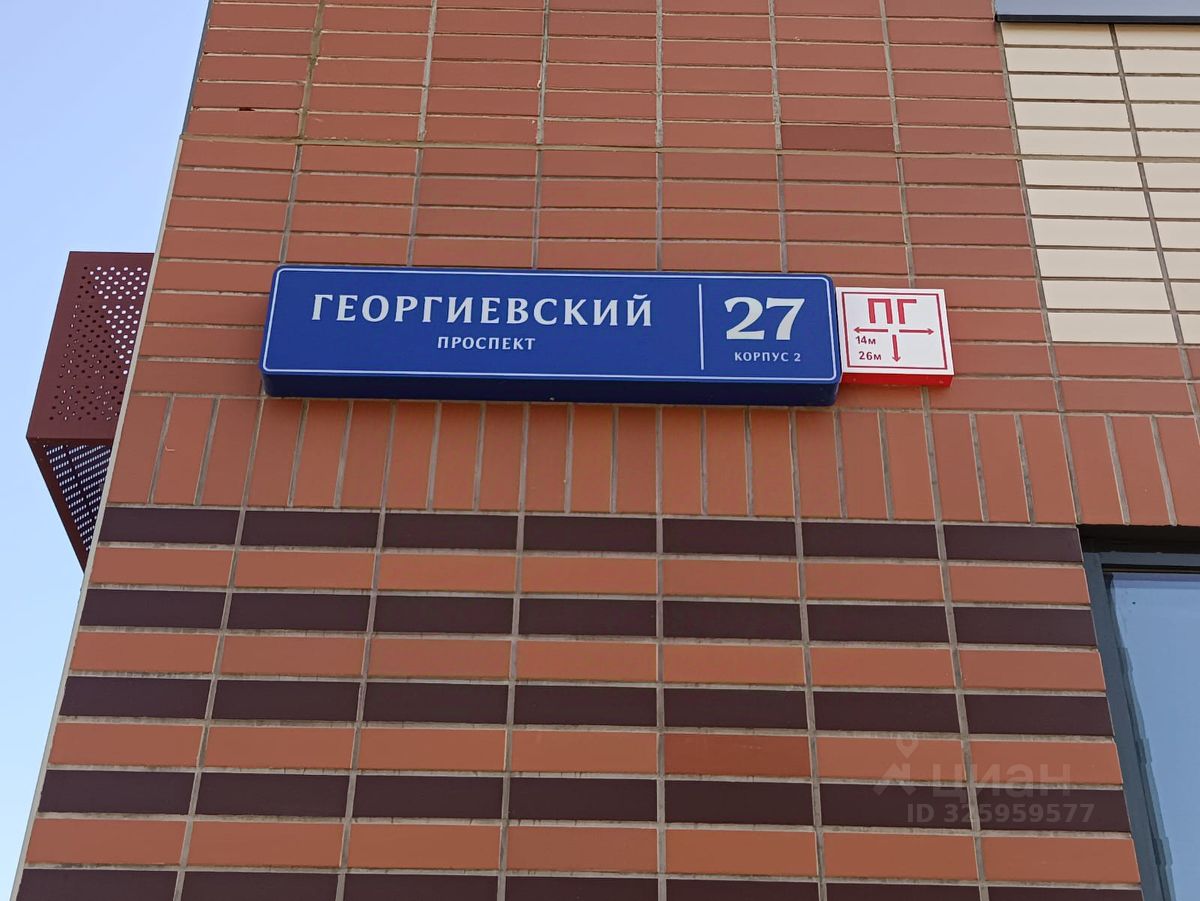 ГЕОРГИЕВСКИЙ
ПРОСПЕКТ
27
КОРПУС 2
ПГ
14м
26м
циан
ID 325959577